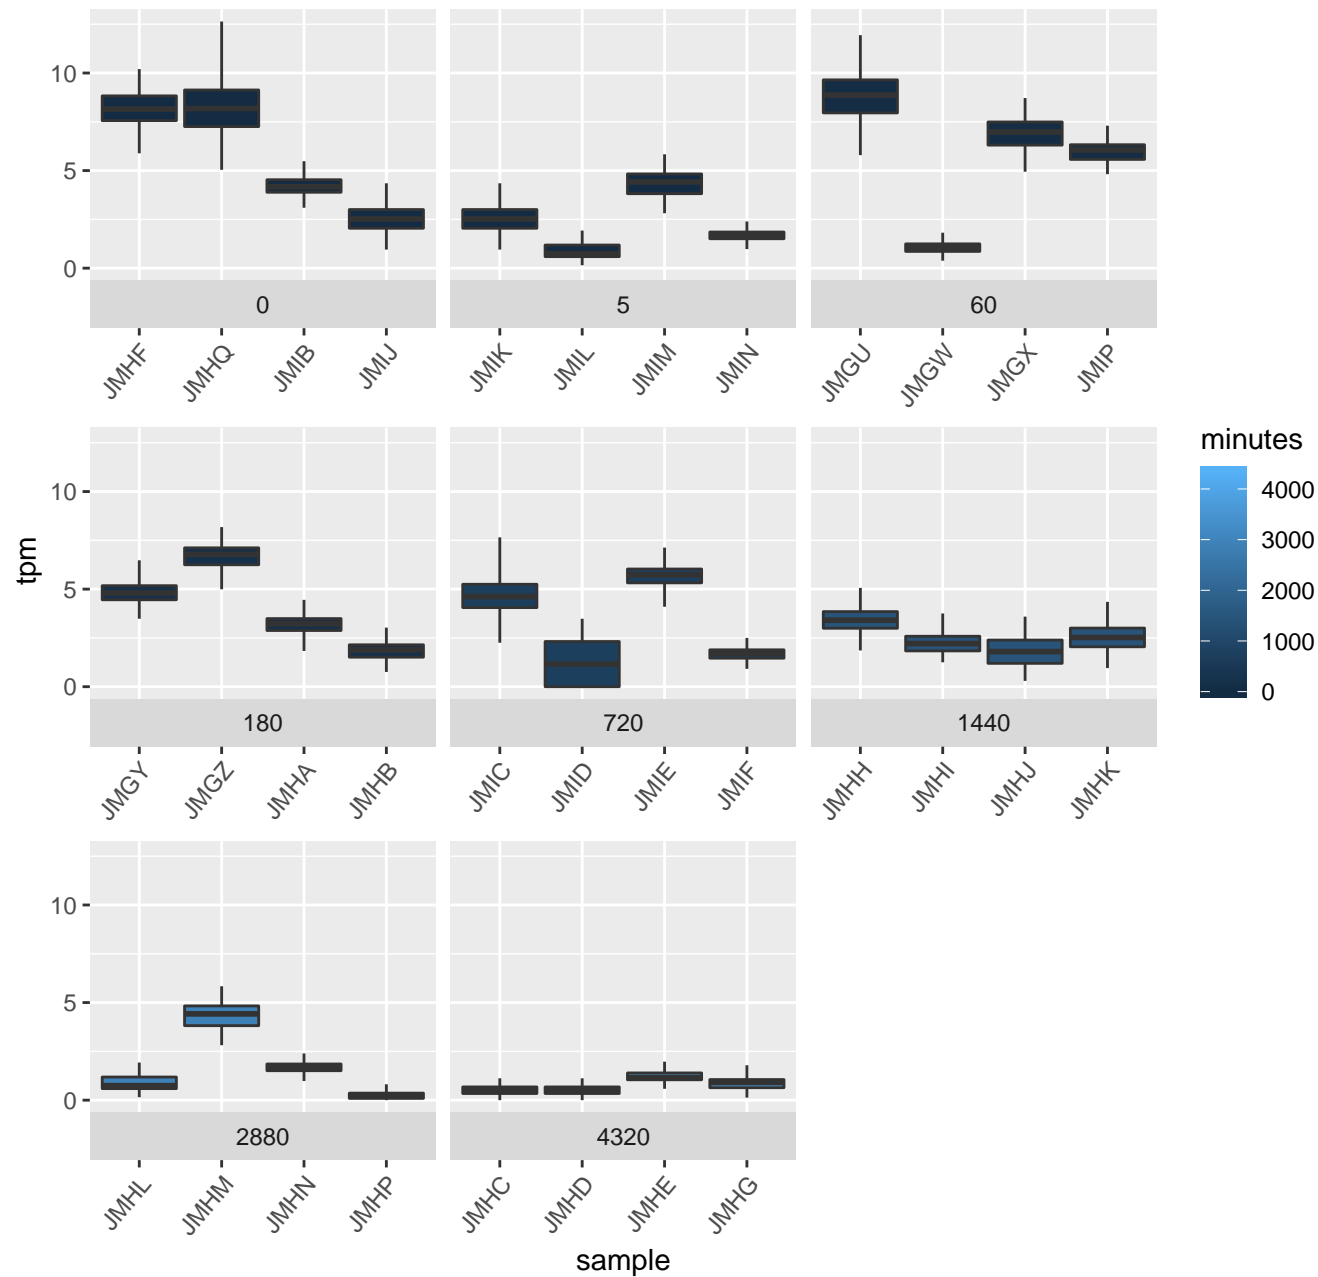 10
5
0
0
5
60
JMHF JMHQ JMIB JMIJ
JMIK JMIL JMIM JMIN
JMGU JMGW JMGX JMIP
tpm
10
5
0
180
720
1440
JMGY JMGZ JMHA JMHB
JMIC JMID JMIE JMIF
JMHH JMHI JMHJ JMHK
minutes
4000
3000
2000
1000
0
10
5
0
2880
4320
JMHL JMHM JMHN JMHP
JMHC JMHD JMHE JMHG
sample